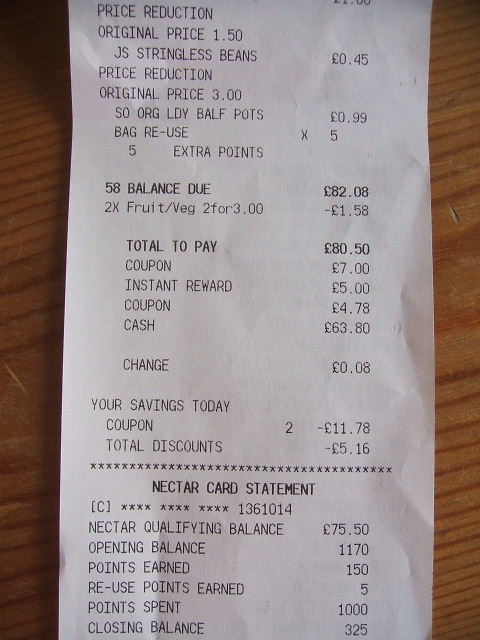 £1.00
PRICE REDUCTION
ORIGINAL PRICE 1.50
JS STRINGLESS BEANS £0.45
PRICE REDUCTION
ORIGINAL PRICE 3.00
SO ORG LDY BALF POTS £0.99
BAG RE-USE X 5
5 EXTRA POINTS
58 BALANCE DUE £82.08
2X Fruit/Veg 2for3.00 -£1.58
TOTAL TO PAY £80.50
COUPON £7.00
INSTANT REWARD £5.00
COUPON £4.78
CASH £63.80
CHANGE £0.08
YOUR SAVINGS TODAY
COUPON 2 -£11.78
TOTAL DISCOUNTS -£5.16
***************************************
NECTAR CARD STATEMENT
[C] **** **** **** 1361014
NECTAR QUALIFYING BALANCE £75.50
OPENING BALANCE 1170
POINTS EARNED 150
RE-USE POINTS EARNED 5
POINTS SPENT 1000
CLOSING BALANCE 325